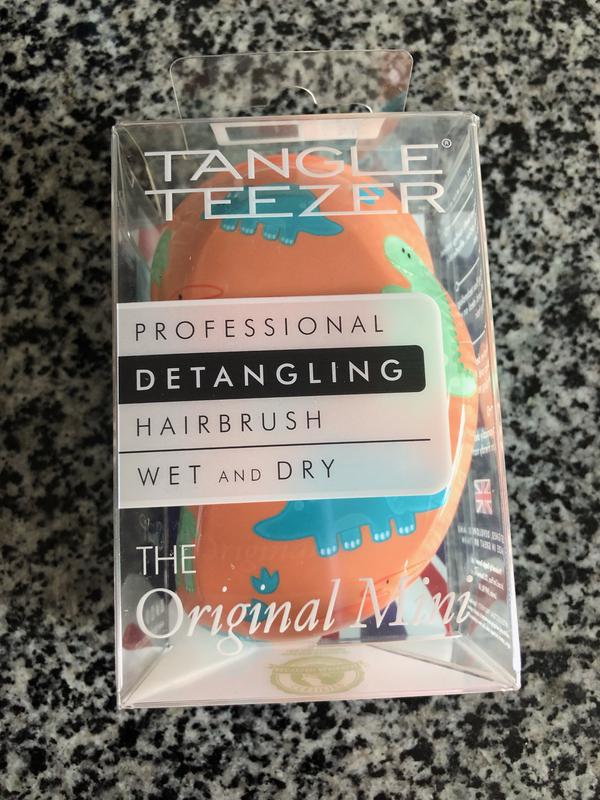 TANGLE®
TEEZER
PROFESSIONAL
DETANGLING
HAIRBRUSH
WET AND DRY
THE
Original Mini